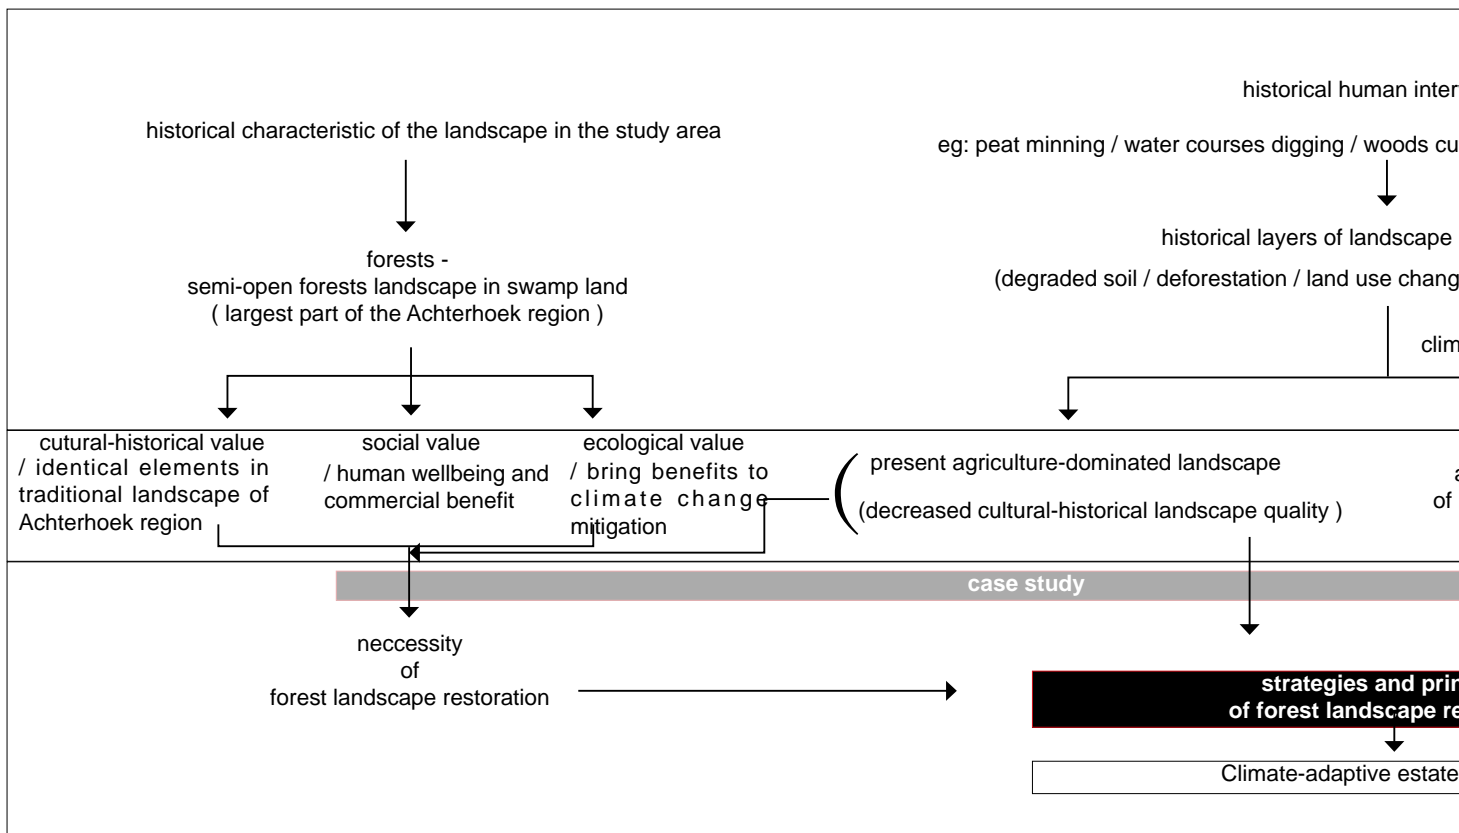 historical human inter
historical characteristic of the landscape in the study area
eg: peat minning / water courses digging / woods cu
historical layers of landscape
(degraded soil / deforestation / land use chang
clim
forests -
semi-open forests landscape in swamp land
( largest part of the Achterhoek region )
cutural-historical value
/ identical elements in
traditional landscape of
Achterhoek region
social value
/ human wellbeing and
commercial benefit
ecological value
/ bring benefits to
climate change
mitigation
present agriculture-dominated landscape
(decreased cultural-historical landscape quality )
of
case study
neccessity
of
forest landscape restoration
strategies and prin
of forest landscape re
Climate-adaptive estate